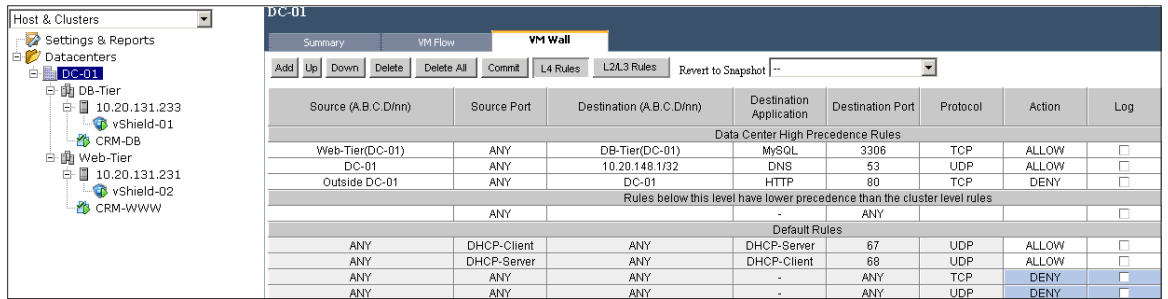 Host & Clusters
Settings & Reports
Datacenters
DC-01
DB-Tier
10.20.131.233
vShield-01
CRM-DB
Web-Tier
10.20.131.231
vShield-02
CRM-WWW
DC-01
Summary VM Flow VM Wall
Add Up Down Delete Delete All Commit L4 Rules L2/L3 Rules Revert to Snapshot --
Source (A.B.C.D/nn) Source Port Destination (A.B.C.D/nn) Destination Application Destination Port Protocol Action Log
Data Center High Precedence Rules
Web-Tier(DC-01) ANY DB-Tier(DC-01) MySQL 3306 TCP ALLOW
DC-01 ANY 10.20.148.1/32 DNS 53 UDP ALLOW
Outside DC-01 ANY DC-01 HTTP 80 TCP DENY
Rules below this level have lower precedence than the cluster level rules
ANY - ANY
Default Rules
ANY DHCP-Client ANY DHCP-Server 67 UDP ALLOW
ANY DHCP-Server ANY DHCP-Client 68 UDP ALLOW
ANY ANY ANY - ANY TCP DENY
ANY ANY ANY - ANY UDP DENY